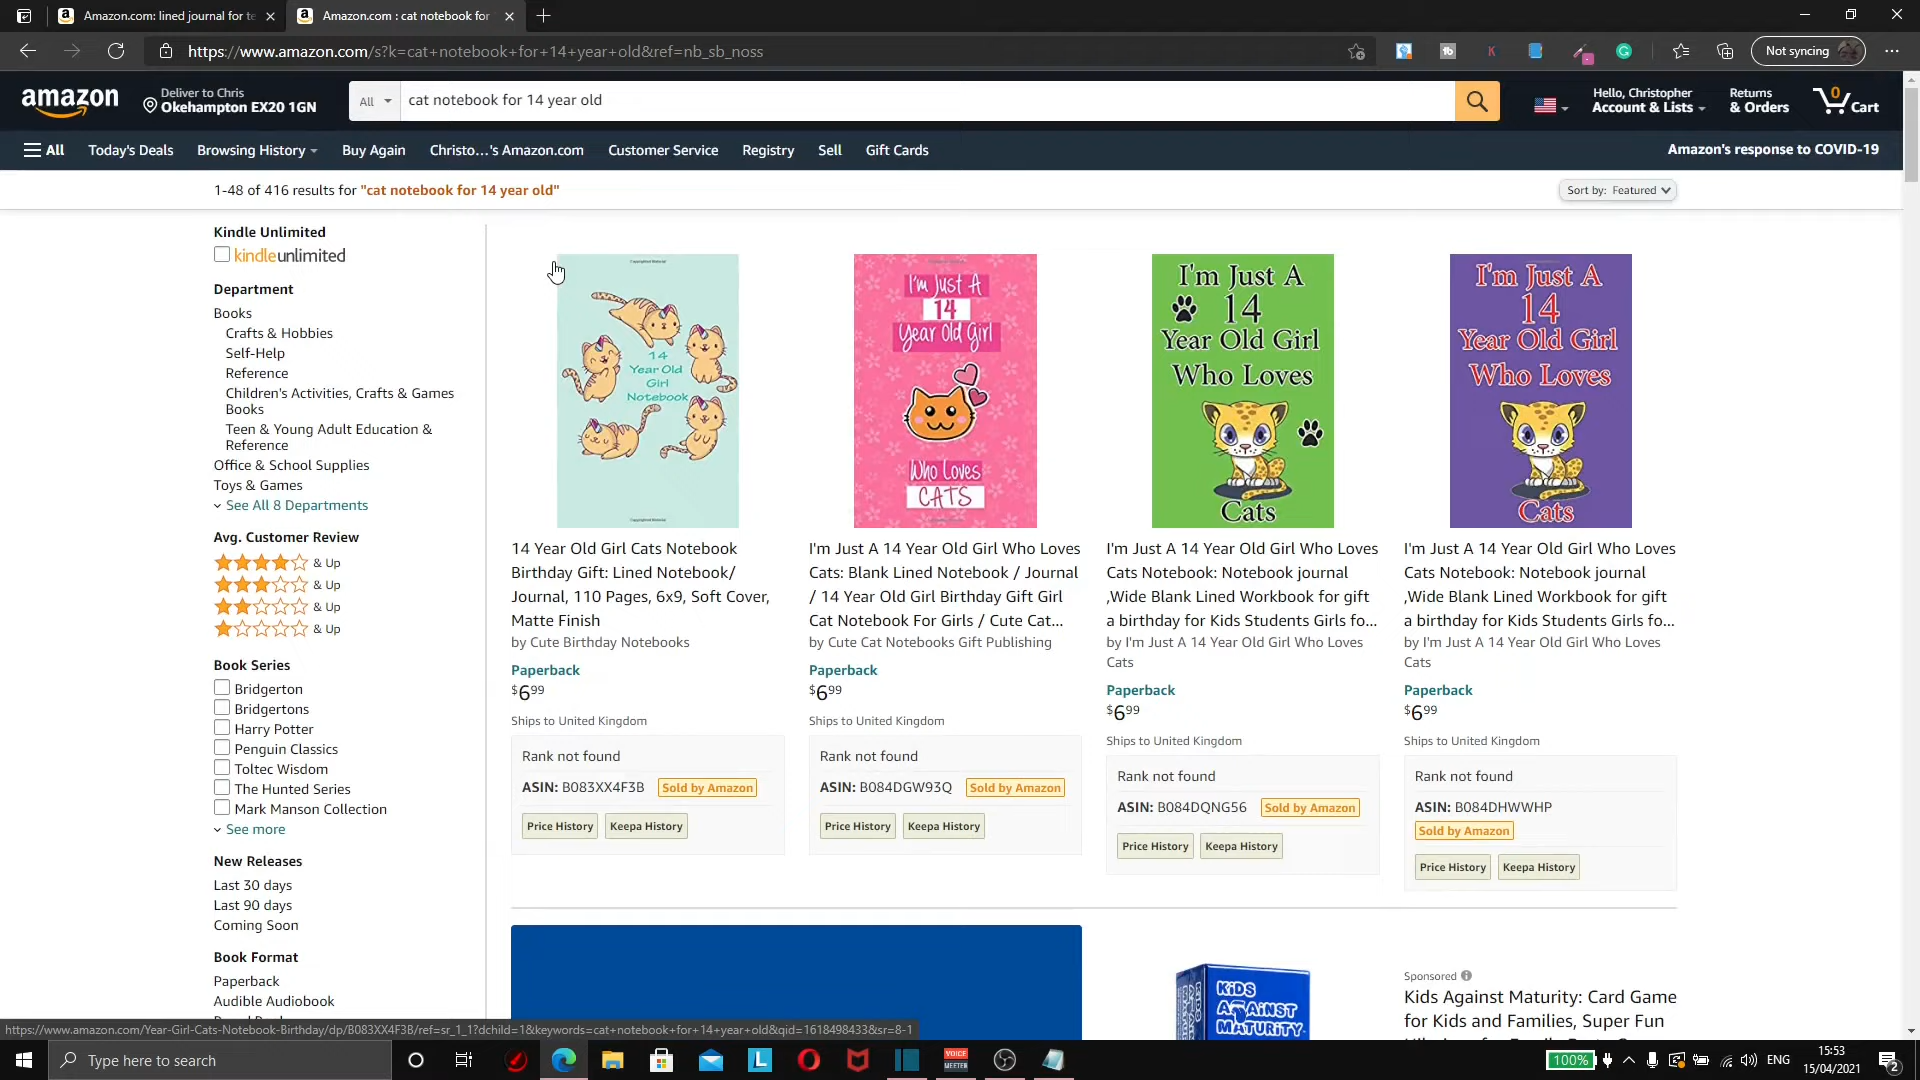 Amazon.com: lined journal for te
Amazon.com : cat notebook for
https://www.amazon.com/s?k=cat+notebook+for+14+year+old&ref=nb_sb_noss
Not syncing
amazon
Deliver to Chris
Okehampton EX20 1GN
All
cat notebook for 14 year old
Hello, Christopher
Account & Lists
Returns
& Orders
0
Cart
All
Today's Deals
Browsing History
Buy Again
Christo...'s Amazon.com
Customer Service
Registry
Sell
Gift Cards
Amazon's response to COVID-19
1-48 of 416 results for "cat notebook for 14 year old"
Sort by: Featured
Kindle Unlimited
kindleunlimited
Department
Books
Crafts & Hobbies
Self-Help
Reference
Children's Activities, Crafts & Games
Books
Teen & Young Adult Education &
Reference
Office & School Supplies
Toys & Games
See All 8 Departments
Avg. Customer Review
& Up
& Up
& Up
& Up
Book Series
Bridgerton
Bridgertons
Harry Potter
Penguin Classics
Toltec Wisdom
The Hunted Series
Mark Manson Collection
See more
New Releases
Last 30 days
Last 90 days
Coming Soon
Book Format
Paperback
Audible Audiobook
14
Year Old
Girl
Notebook
14 Year Old Girl Cats Notebook
Birthday Gift: Lined Notebook/
Journal, 110 Pages, 6x9, Soft Cover,
Matte Finish
by Cute Birthday Notebooks
Paperback
$6.99
Ships to United Kingdom
Rank not found
ASIN: B083XX4F3B Sold by Amazon
Price History Keepa History
I'm Just A
14
Year Old Girl
Who Loves
CATS
I'm Just A 14 Year Old Girl Who Loves
Cats: Blank Lined Notebook / Journal
/ 14 Year Old Girl Birthday Gift Girl
Cat Notebook For Girls / Cute Cat...
by Cute Cat Notebooks Gift Publishing
Paperback
$6.99
Ships to United Kingdom
Rank not found
ASIN: B084DGW93Q Sold by Amazon
Price History Keepa History
I'm Just A
14
Year Old Girl
Who Loves
Cats
I'm Just A 14 Year Old Girl Who Loves
Cats Notebook: Notebook journal
,Wide Blank Lined Workbook for gift
a birthday for Kids Students Girls fo...
by I'm Just A 14 Year Old Girl Who Loves
Cats
Paperback
$6.99
Ships to United Kingdom
Rank not found
ASIN: B084DQNG56 Sold by Amazon
Price History Keepa History
I'm Just A
14
Year Old Girl
Who Loves
Cats
I'm Just A 14 Year Old Girl Who Loves
Cats Notebook: Notebook journal
,Wide Blank Lined Workbook for gift
a birthday for Kids Students Girls fo...
by I'm Just A 14 Year Old Girl Who Loves
Cats
Paperback
$6.99
Ships to United Kingdom
Rank not found
ASIN: B084DHWWHP
Sold by Amazon
Price History Keepa History
KiDS
AGAINST
MATURITY
Sponsored
Kids Against Maturity: Card Game
for Kids and Families, Super Fun
https://www.amazon.com/Year-Girl-Cats-Notebook-Birthday/dp/B083XX4F3B/ref=sr_1_1?dchild=1&keywords=cat+notebook+for+14+year+old&qid=1618498433&sr=8-1
Type here to search
L
VOICE
MEETER
100%
ENG
15:53
15/04/2021
2